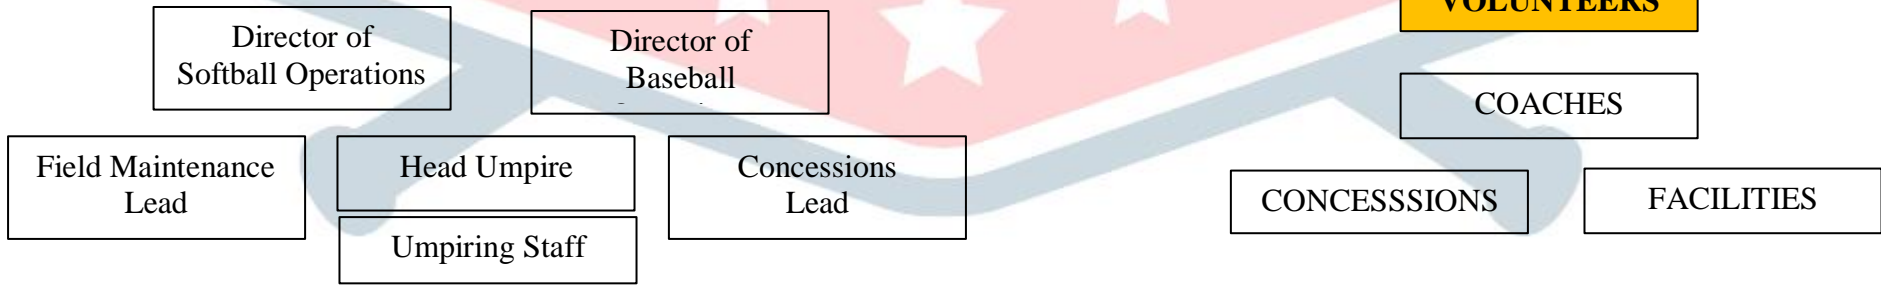 VOLUNTEERS
Director of
Softball Operations
Director of
Baseball
COACHES
Field Maintenance
Lead
Head Umpire
Concessions
Lead
CONCESSSIONS
FACILITIES
Umpiring Staff